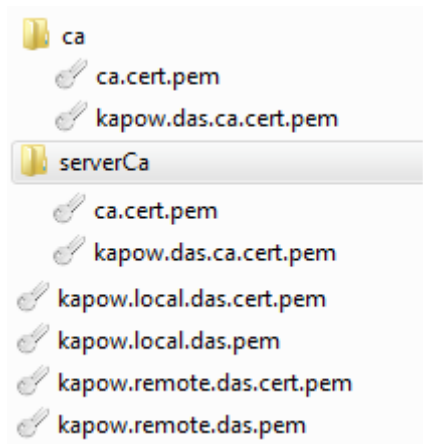 ca
ca.cert.pem
kapow.das.ca.cert.pem
serverCa
ca.cert.pem
kapow.das.ca.cert.pem
kapow.local.das.cert.pem
kapow.local.das.pem
kapow.remote.das.cert.pem
kapow.remote.das.pem